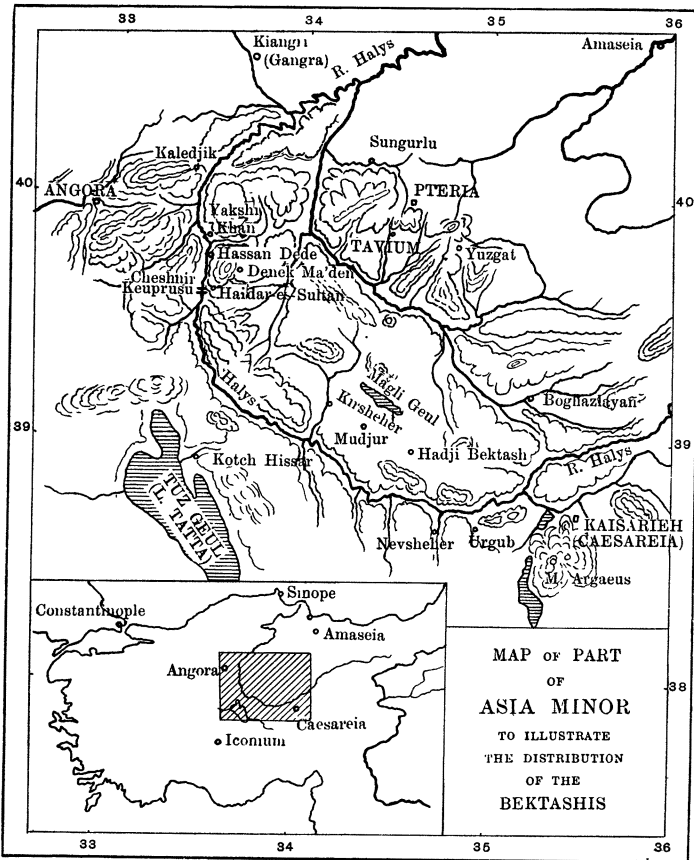 33
34
35
36
Kiangri
(Gangra)
R. Halys
Amaseia
Kaledjik
Sungurlu
40
ANGORA
PTERIA
40
Yakshi
Khan
TAVIUM
Yuzgat
Hassan Dede
Denek Ma'den
Cheshnir
Keuprusu
Haidar-es-Sultan
Halys
Magli Geul
Kırsheher
Boghazlayan
39
Mudjur
39
Hadji Bektash
Kotch Hissar
R. Halys
TUZ GEUL
(L. TATTA)
Nevsheher
Urgub
KAISARIEH
(CAESAREIA)
M. Argaeus
Sinope
Constantinople
Amaseia
Angora
Caesareia
Iconium
38
MAP OF PART
OF
ASIA MINOR
TO ILLUSTRATE
THE DISTRIBUTION
OF THE
BEKTASHIS
33
34
35
36